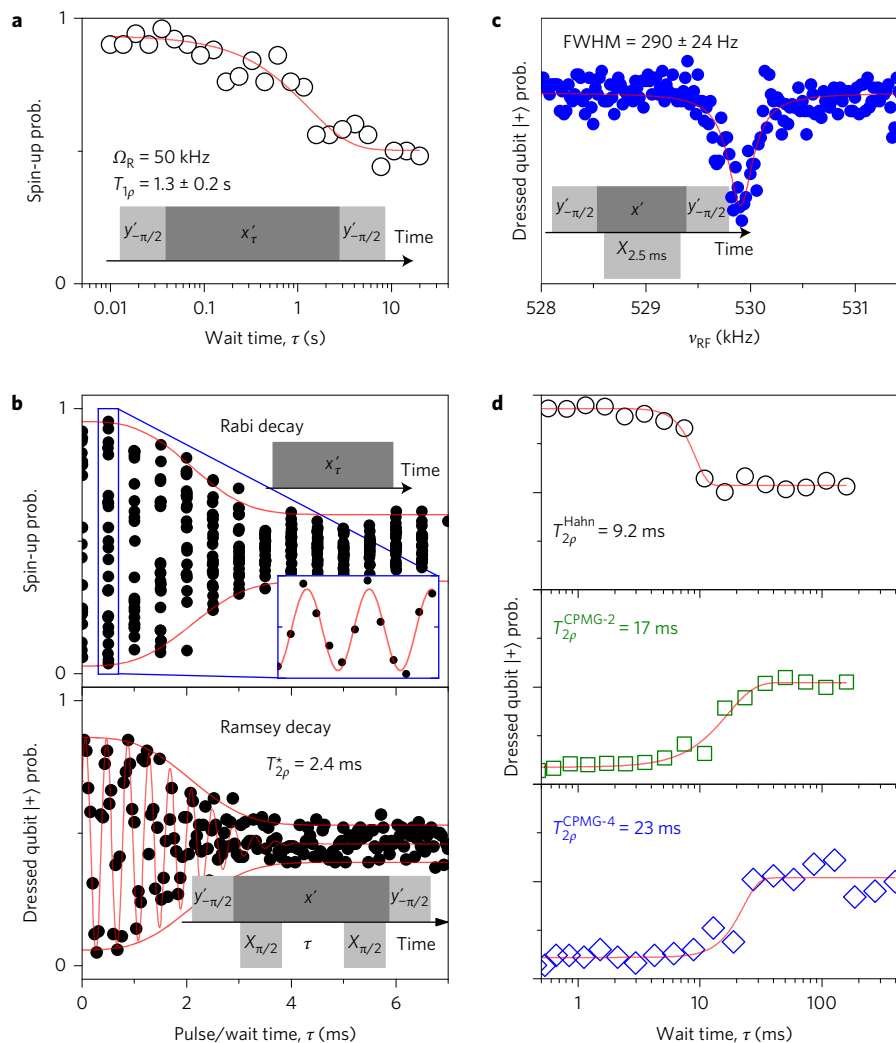 a
1
Spin-up prob.
0
Ω_R = 50 kHz
T_1ρ = 1.3 ± 0.2 s
y′_−π/2
x′_τ
y′_−π/2
Time
0.01
0.1
1
10
Wait time, τ (s)
c
FWHM = 290 ± 24 Hz
Dressed qubit |+⟩ prob.
y′_−π/2
x′
y′_−π/2
X_2.5 ms
Time
528
529
530
531
ν_RF (kHz)
b
1
Spin-up prob.
0
Rabi decay
x′_τ
Time
1
Dressed qubit |+⟩ prob.
0
Ramsey decay
T*_2ρ = 2.4 ms
y′_−π/2
x′
y′_−π/2
X_π/2
τ
X_π/2
Time
0
2
4
6
Pulse/wait time, τ (ms)
d
Dressed qubit |+⟩ prob.
T_2ρ^Hahn = 9.2 ms
T_2ρ^CPMG-2 = 17 ms
T_2ρ^CPMG-4 = 23 ms
1
10
100
Wait time, τ (ms)